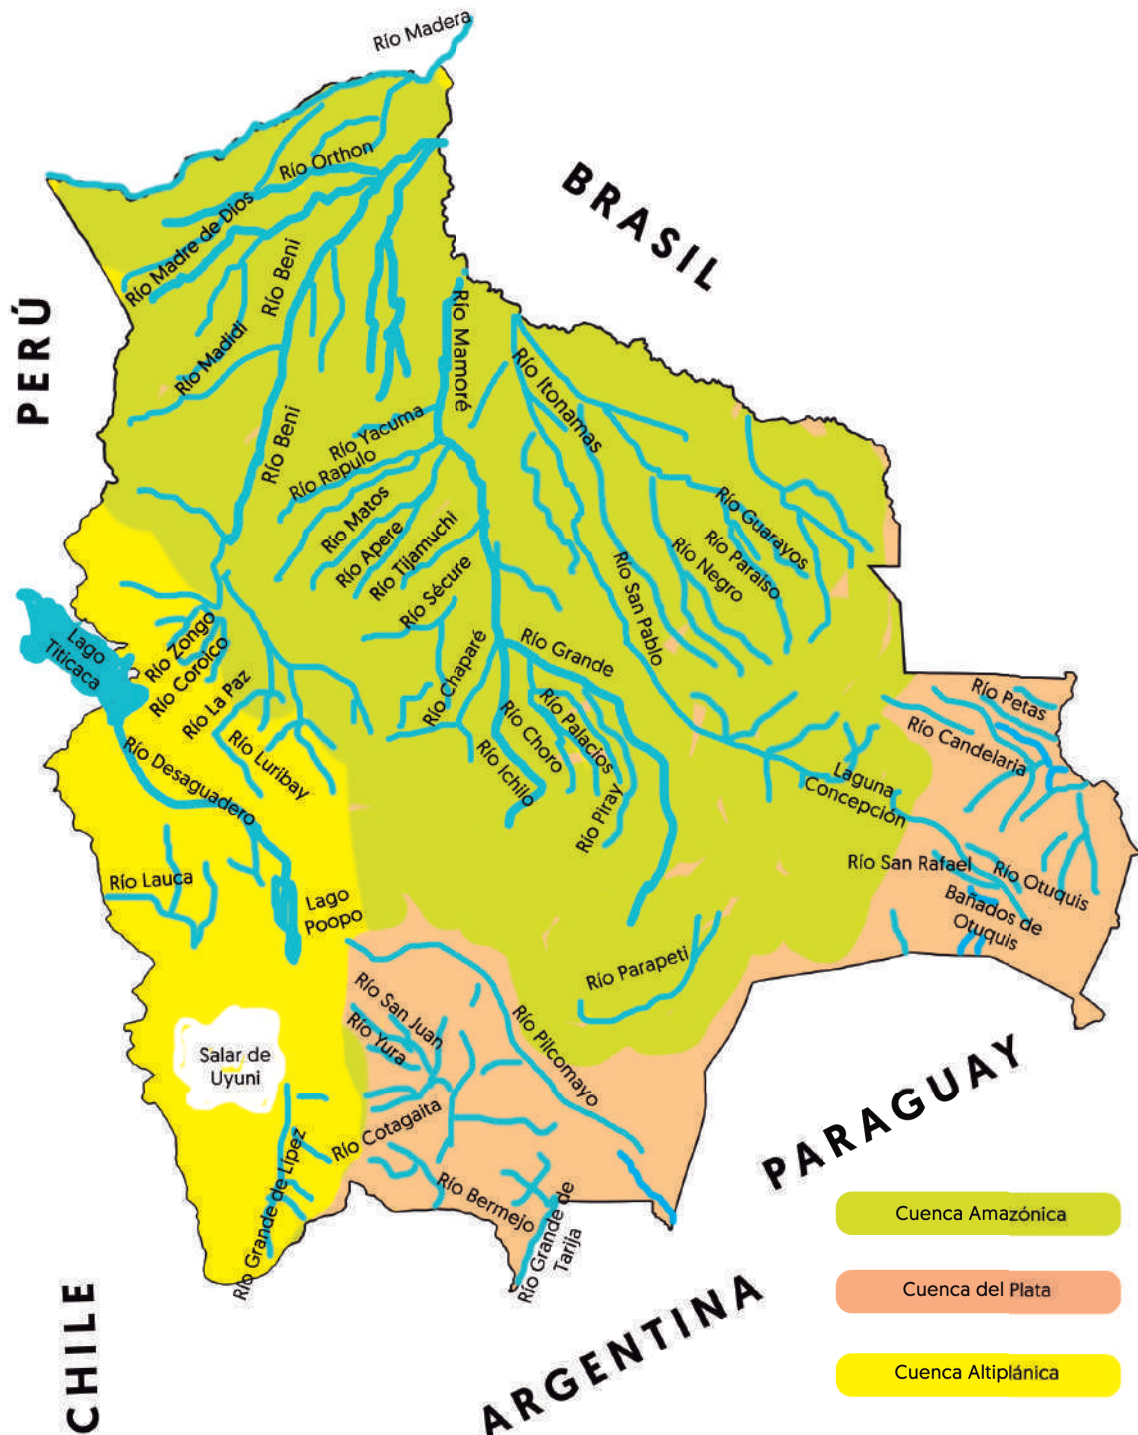 Río Madera
Río Orthon
BRASIL
Río Madre de Dios
Río Beni
PERÚ
Río Mamoré
Río Madidi
Río Itonamas
Río Beni
Río Yacuma
Río Rapulo
Río Matos
Río Apere
Río Tijamuchi
Río Guarayos
Río Paraiso
Río Negro
Río San Pablo
Río Sécure
Lago
Titicaca
Río Zongo
Río Coroico
Río La Paz
Río Luribay
Río Chaparé
Río Grande
Río Palacios
Río Choro
Río Ichilo
Río Piray
Río Petas
Río Candelaria
Río Desaguadero
Laguna
Concepción
Río Lauca
Lago
Poopo
Río San Rafael
Río Otuquis
Bañados de
Otuquis
Río Parapeti
Río San Juan
Río Yura
Río Pilcomayo
Salar de
Uyuni
Río Cotagaita
Río Grande de Lípez
Río Bermejo
Río Grande de
Tarija
PARAGUAY
CHILE
ARGENTINA
Cuenca Amazónica
Cuenca del Plata
Cuenca Altiplánica